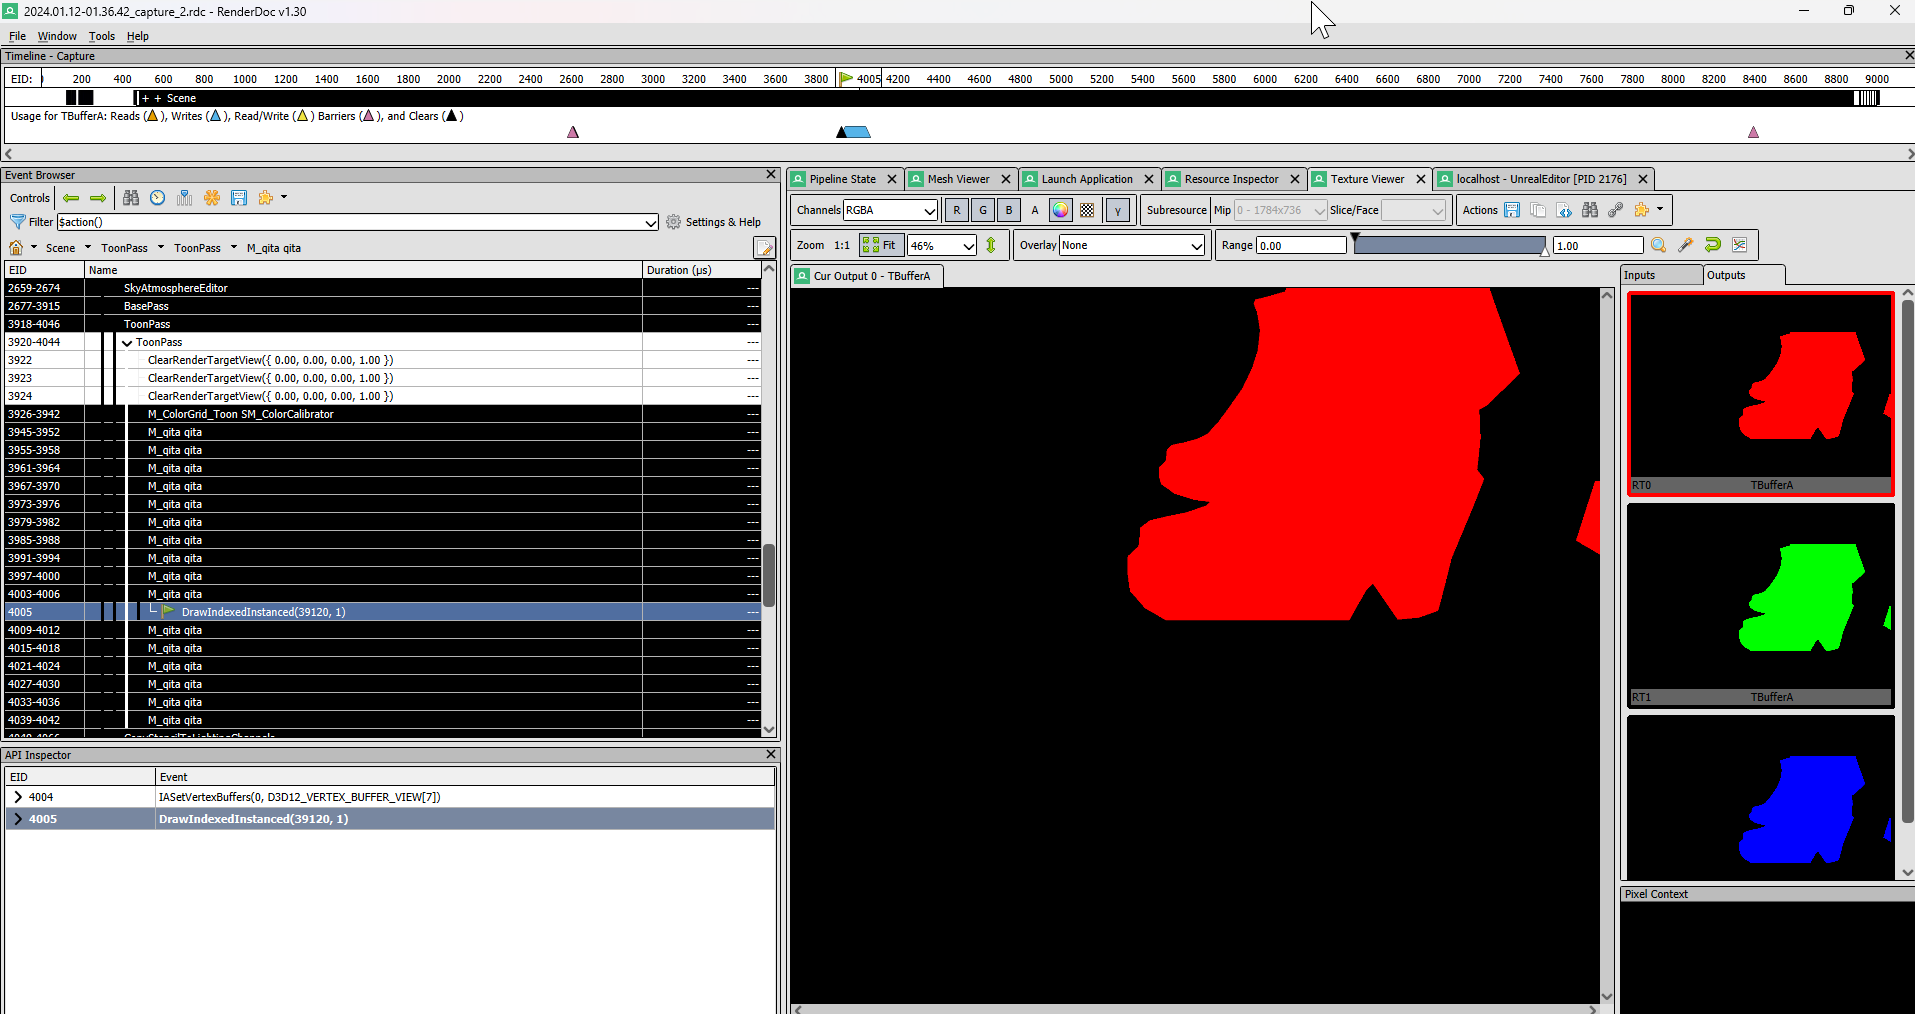 2024.01.12-01.36.42_capture_2.rdc - RenderDoc v1.30
File Window Tools Help
Timeline - Capture
EID: 200 400 600 800 1000 1200 1400 1600 1800 2000 2200 2400 2600 2800 3000 3200 3400 3600 3800 4005 4200 4400 4600 4800 5000 5200 5400 5600 5800 6000 6200 6400 6600 6800 7000 7200 7400 7600 7800 8000 8200 8400 8600 8800 9000
+ + Scene
Usage for TBufferA: Reads ( ), Writes ( ), Read/Write ( ) Barriers ( ), and Clears ( )
Event Browser
Controls
Filter $action() Settings & Help
Scene ToonPass ToonPass M_qita qita
EID Name Duration (µs)
2659-2674 SkyAtmosphereEditor ---
2677-3915 BasePass ---
3918-4046 ToonPass ---
3920-4044 ToonPass ---
3922 ClearRenderTargetView({ 0.00, 0.00, 0.00, 1.00 }) ---
3923 ClearRenderTargetView({ 0.00, 0.00, 0.00, 1.00 }) ---
3924 ClearRenderTargetView({ 0.00, 0.00, 0.00, 1.00 }) ---
3926-3942 M_ColorGrid_Toon SM_ColorCalibrator ---
3945-3952 M_qita qita ---
3955-3958 M_qita qita ---
3961-3964 M_qita qita ---
3967-3970 M_qita qita ---
3973-3976 M_qita qita ---
3979-3982 M_qita qita ---
3985-3988 M_qita qita ---
3991-3994 M_qita qita ---
3997-4000 M_qita qita ---
4003-4006 M_qita qita ---
4005 DrawIndexedInstanced(39120, 1) ---
4009-4012 M_qita qita ---
4015-4018 M_qita qita ---
4021-4024 M_qita qita ---
4027-4030 M_qita qita ---
4033-4036 M_qita qita ---
4039-4042 M_qita qita ---
API Inspector
EID Event
4004 IASetVertexBuffers(0, D3D12_VERTEX_BUFFER_VIEW[7])
4005 DrawIndexedInstanced(39120, 1)
Pipeline State Mesh Viewer Launch Application Resource Inspector Texture Viewer localhost - UnrealEditor [PID 2176]
Channels RGBA R G B A γ Subresource Mip 0 - 1784x736 Slice/Face Actions
Zoom 1:1 Fit 46% Overlay None Range 0.00 1.00
Cur Output 0 - TBufferA
Inputs Outputs
RT0 TBufferA
RT1 TBufferA
Pixel Context